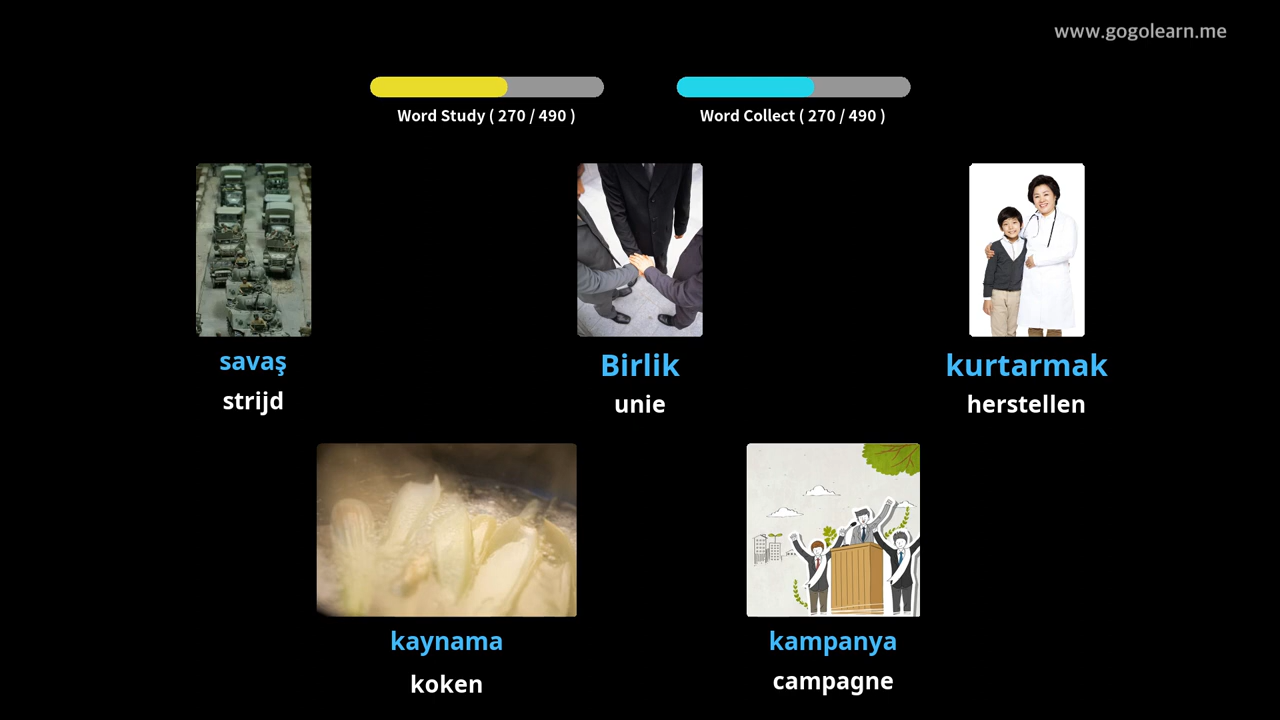 www.gogolearn.me
Word Study ( 270 / 490 )
Word Collect ( 270 / 490 )
savaş
strijd
Birlik
unie
kurtarmak
herstellen
kaynama
koken
kampanya
campagne